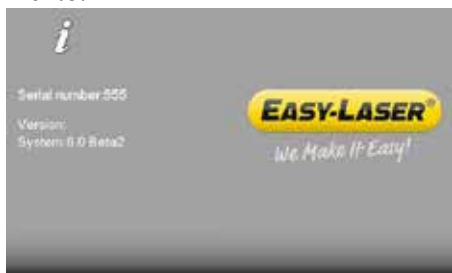 i
Serial number:555
Version:
System:6.0 Beta2
EASY-LASER®
We Make It Easy!